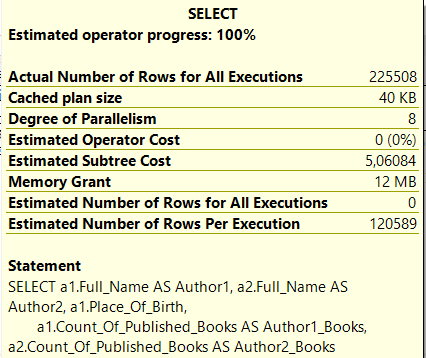 SELECT
Estimated operator progress: 100%
Actual Number of Rows for All Executions 225508
Cached plan size 40 KB
Degree of Parallelism 8
Estimated Operator Cost 0 (0%)
Estimated Subtree Cost 5,06084
Memory Grant 12 MB
Estimated Number of Rows for All Executions 0
Estimated Number of Rows Per Execution 120589
Statement
SELECT a1.Full_Name AS Author1, a2.Full_Name AS
Author2, a1.Place_Of_Birth,
a1.Count_Of_Published_Books AS Author1_Books,
a2.Count_Of_Published_Books AS Author2_Books